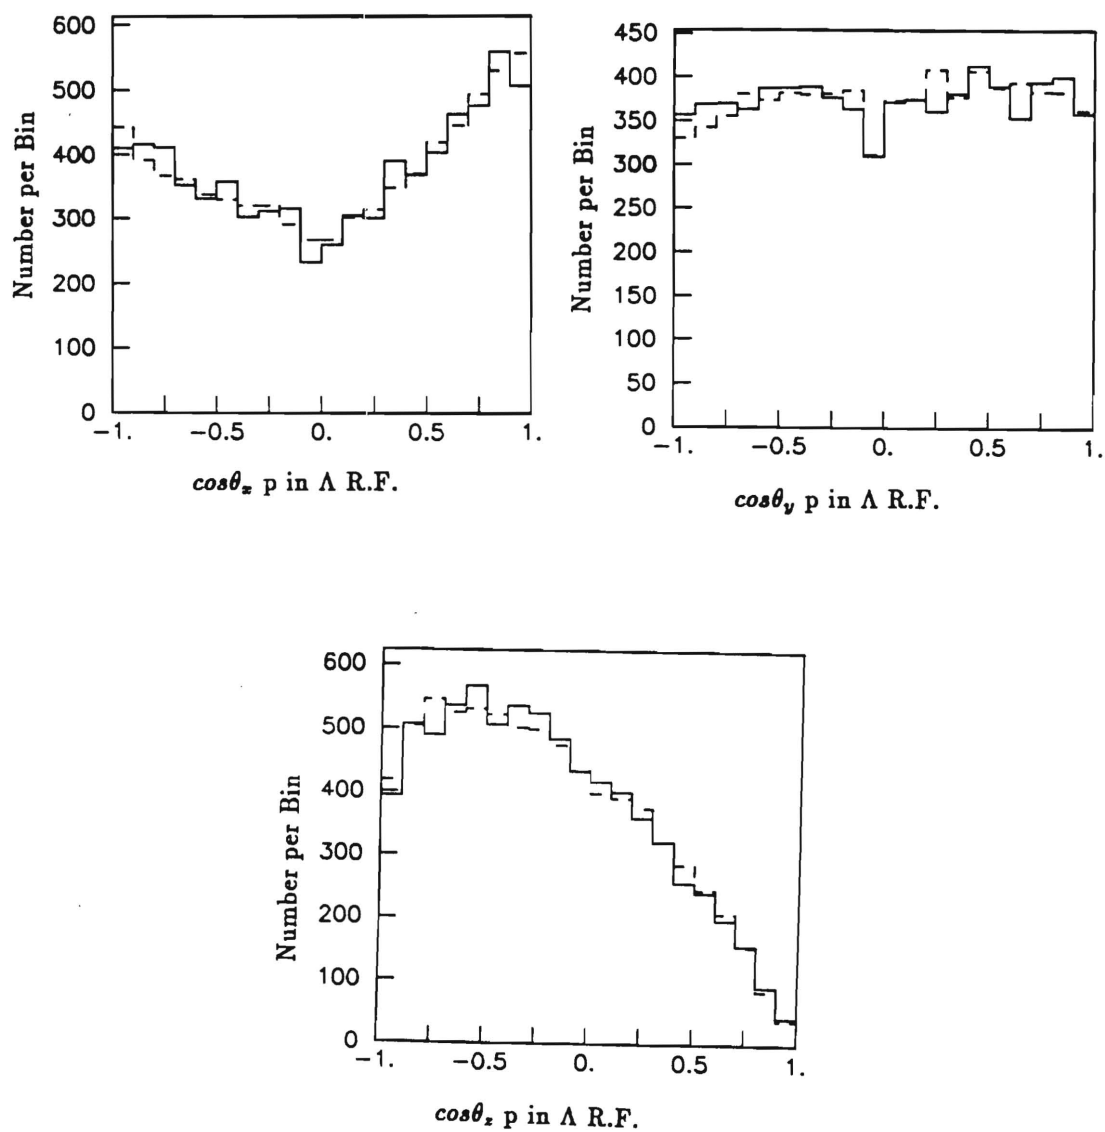 600
500
400
300
200
100
0
Number per Bin
−1. −0.5 0. 0.5 1.
cosθx p in Λ R.F.
450
400
350
300
250
200
150
100
50
0
Number per Bin
−1. −0.5 0. 0.5 1.
cosθy p in Λ R.F.
600
500
400
300
200
100
0
Number per Bin
−1. −0.5 0. 0.5 1.
cosθz p in Λ R.F.